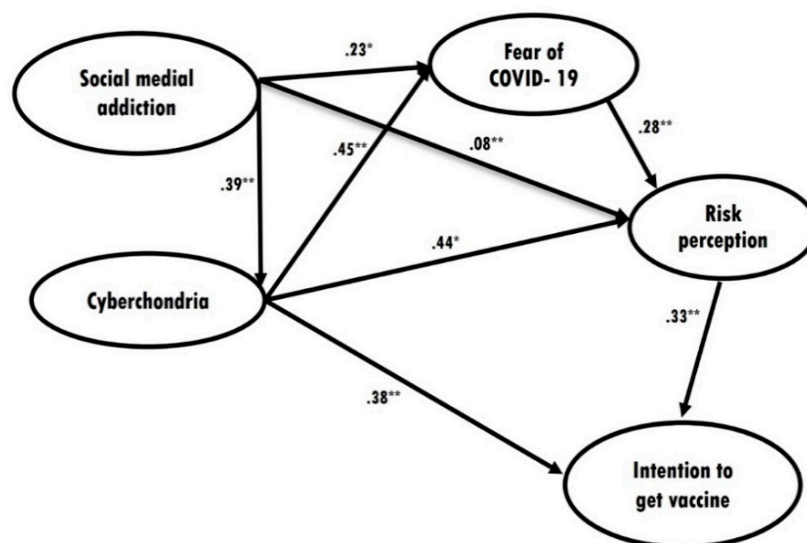 Social medial
addiction
.23*
Fear of
COVID- 19
.45**
.08**
.28**
.39**
Risk
perception
.44*
Cyberchondria
.33**
.38**
Intention to
get vaccine